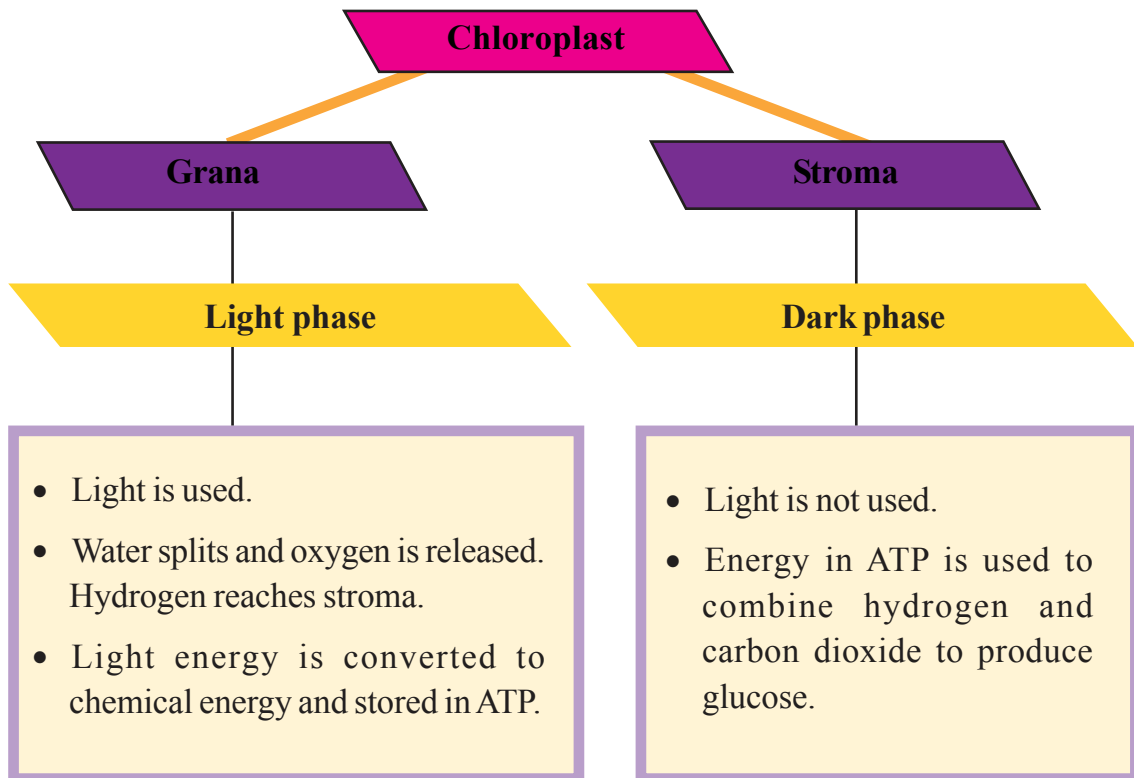 Chloroplast
Grana
Stroma
Light phase
Dark phase
• Light is used.
• Water splits and oxygen is released.
Hydrogen reaches stroma.
• Light energy is converted to
chemical energy and stored in ATP.
• Light is not used.
• Energy in ATP is used to
combine hydrogen and
carbon dioxide to produce
glucose.